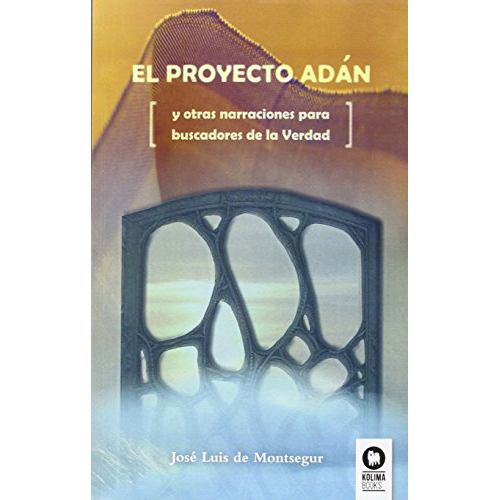 EL PROYECTO ADÁN
[ y otras narraciones para
buscadores de la Verdad ]
José Luis de Montsegur
KOLIMA
BOOKS